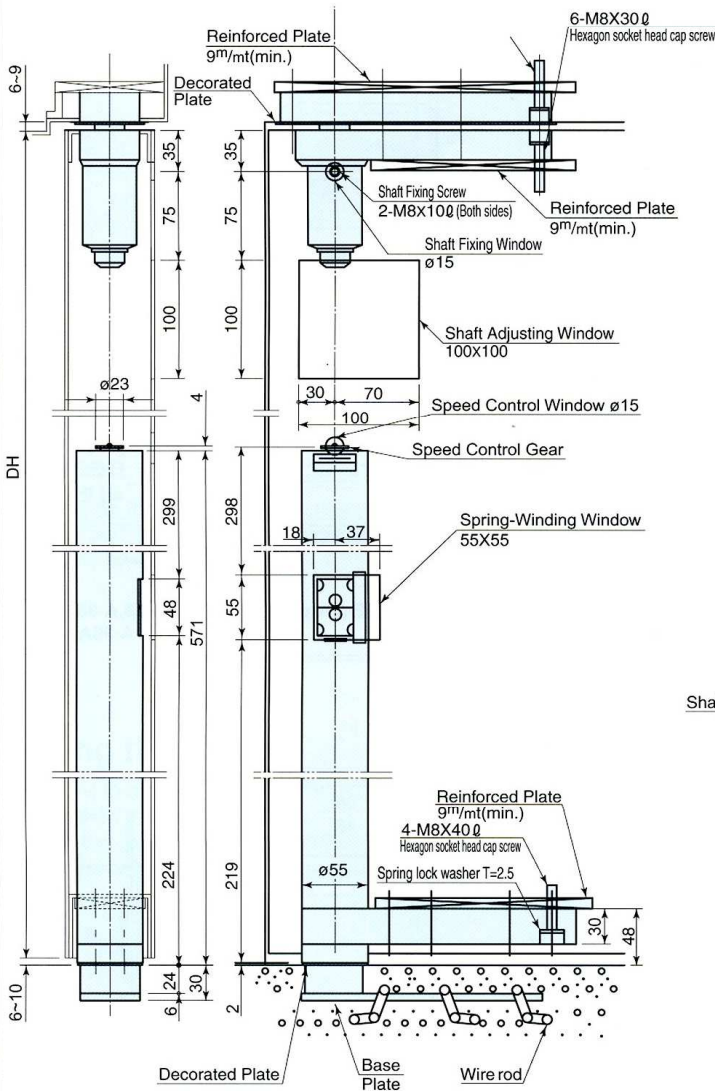 6-M8X30ℓ
Hexagon socket head cap screw
Reinforced Plate
9m/mt(min.)
Decorated
Plate
6~9
35
35
Shaft Fixing Screw
2-M8X10ℓ (Both sides)
Reinforced Plate
9m/mt(min.)
75
75
Shaft Fixing Window
ø15
100
100
Shaft Adjusting Window
100X100
ø23
4
30
70
100
Speed Control Window ø15
Speed Control Gear
DH
299
298
18
37
Spring-Winding Window
55X55
48
571
55
Sha
Reinforced Plate
9m/mt(min.)
4-M8X40ℓ
Hexagon socket head cap screw
Spring lock washer T=2.5
224
219
ø55
30
48
6~10
24
30
6
2
Decorated Plate
Base
Plate
Wire rod